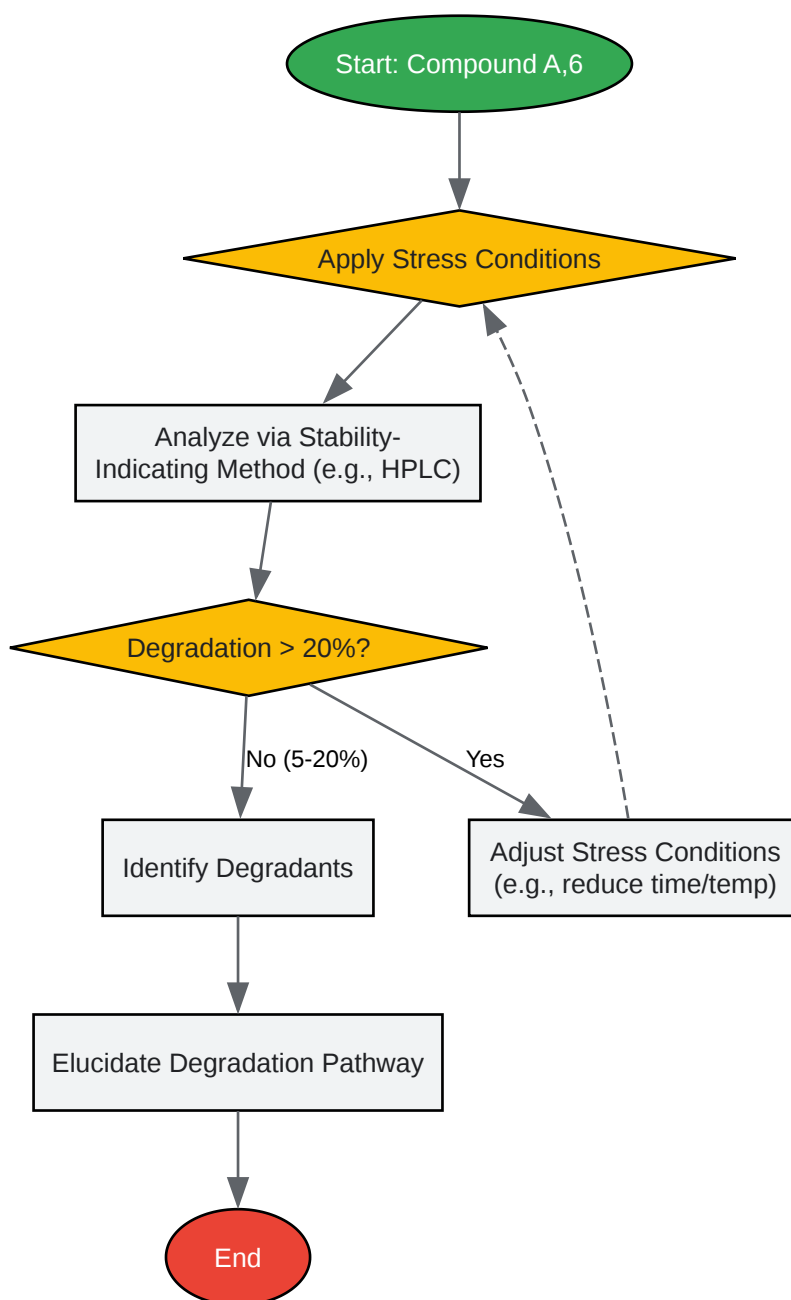 Start: Compound A,6
Apply Stress Conditions
Analyze via Stability-
Indicating Method (e.g., HPLC)
Degradation > 20%?
No (5-20%)
Yes
Identify Degradants
Adjust Stress Conditions
(e.g., reduce time/temp)
Elucidate Degradation Pathway
End